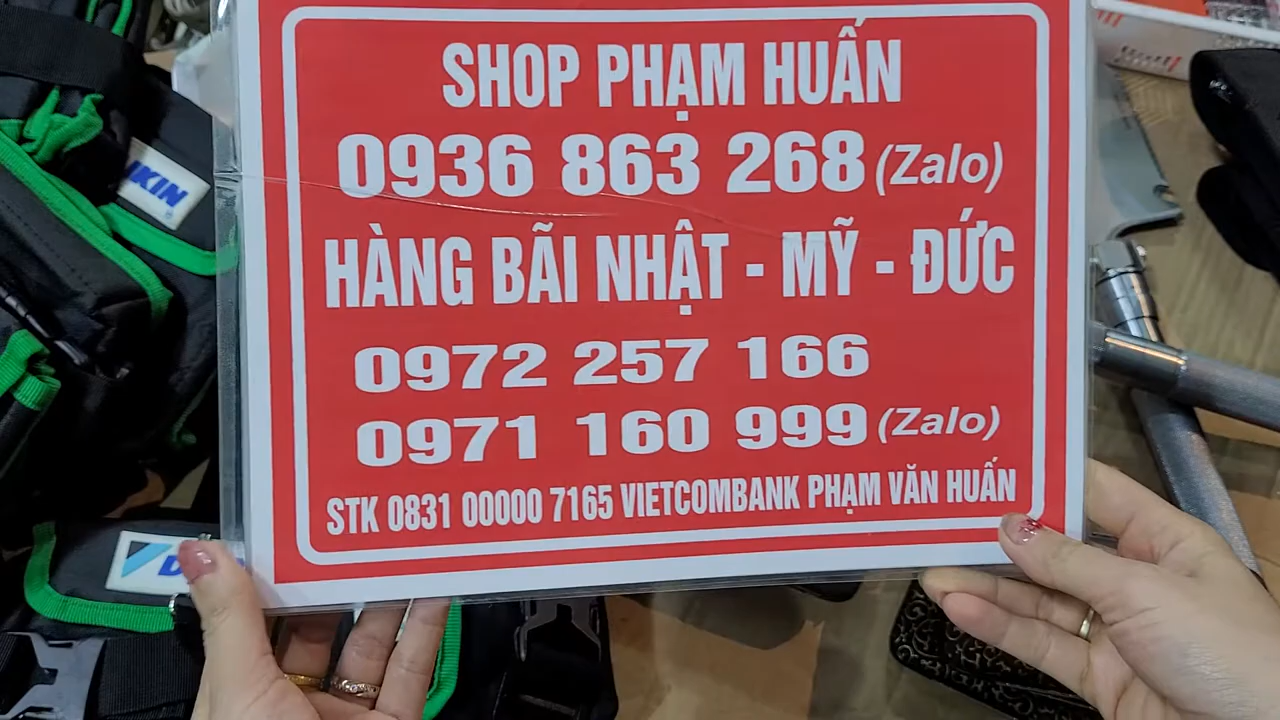 SHOP PHẠM HUẤN
0936 863 268 (Zalo)
HÀNG BÃI NHẬT - MỸ - ĐỨC
0972 257 166
0971 160 999 (Zalo)
STK 0831 00000 7165 VIETCOMBANK PHẠM VĂN HUẤN